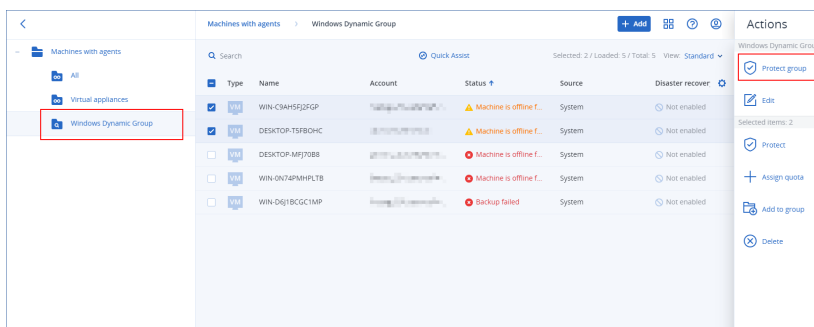 Machines with agents > Windows Dynamic Group
+ Add
Actions
Machines with agents
All
Virtual appliances
Windows Dynamic Group
Search
Quick Assist
Selected: 2 / Loaded: 5 / Total: 5 View: Standard
Type Name Account Status ↑ Source Disaster recover
VM WIN-C9AH5FJ2FGP Machine is offline f... System Not enabled
VM DESKTOP-T5FBOHC Machine is offline f... System Not enabled
VM DESKTOP-MFJ70B8 Machine is offline f... System Not enabled
VM WIN-0N74PMHPLTB Machine is offline f... System Not enabled
VM WIN-D6J1BCGC1MP Backup failed System Not enabled
Windows Dynamic Grou
Protect group
Edit
Selected items: 2
Protect
Assign quota
Add to group
Delete